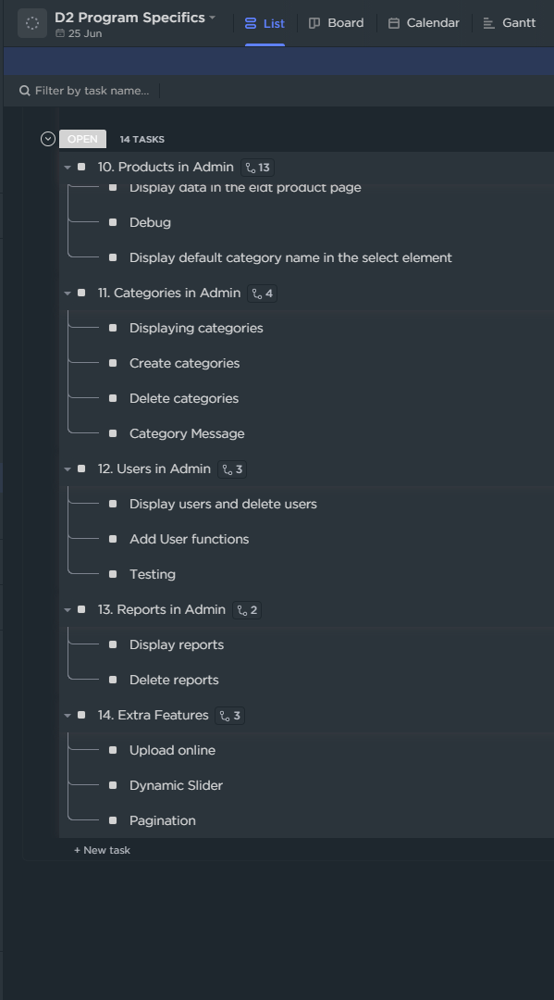 D2 Program Specifics
25 Jun
List
Board
Calendar
Gantt
Filter by task name...
OPEN
14 TASKS
10. Products in Admin 13
Display data in the eidt product page
Debug
Display default category name in the select element
11. Categories in Admin 4
Displaying categories
Create categories
Delete categories
Category Message
12. Users in Admin 3
Display users and delete users
Add User functions
Testing
13. Reports in Admin 2
Display reports
Delete reports
14. Extra Features 3
Upload online
Dynamic Slider
Pagination
+ New task